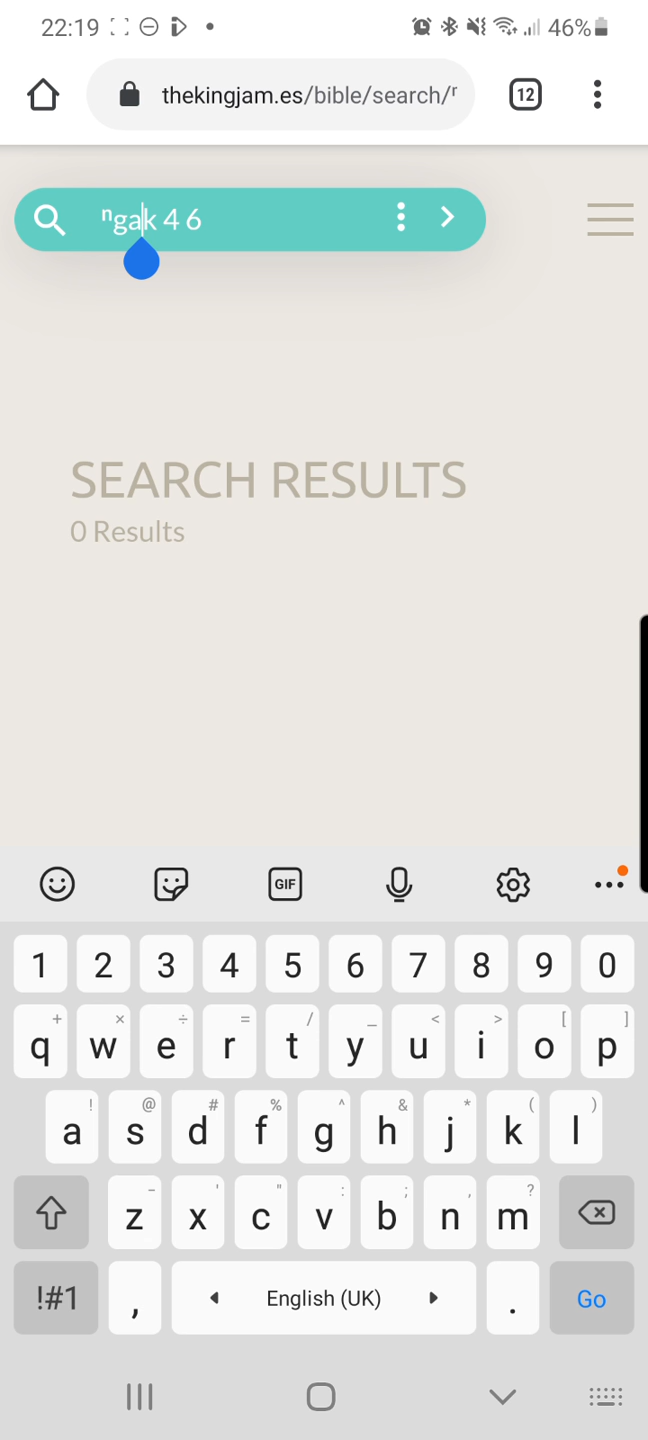 22:19
46%
thekingjam.es/bible/search/
12
ⁿgak 4 6
SEARCH RESULTS
0 Results
GIF
1 2 3 4 5 6 7 8 9 0
+ × ÷ = / _ < > [ ]
q w e r t y u i o p
! @ # % ^ & * ( )
a s d f g h j k l
- ' " : ; , ?
z x c v b n m
!#1 , English (UK) . Go